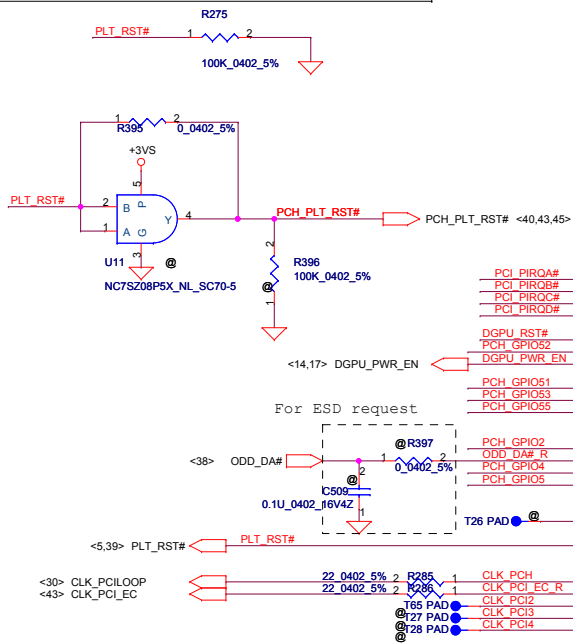 R275
PLT_RST# 1 2
100K_0402_5%
1 2
R395 0_0402_5%
+3VS
5
PLT_RST# 2 B P
1 A G Y 4
PCH_PLT_RST# PCH_PLT_RST# <40,43,45>
3
U11 @
NC7SZ08P5X_NL_SC70-5
2
R396
100K_0402_5%
@
1
PCI_PIRQA#
PCI_PIRQB#
PCI_PIRQC#
PCI_PIRQD#
DGPU_RST#
PCH_GPIO52
<14,17> DGPU_PWR_EN DGPU_PWR_EN
PCH_GPIO51
PCH_GPIO53
PCH_GPIO55
For ESD request
@R397
PCH_GPIO2
<38> ODD_DA# 1 2 ODD_DA#_R
0_0402_5%
PCH_GPIO4
PCH_GPIO5
2
@
C509
0.1U_0402_16V4Z
1
T26 PAD @
<5,39> PLT_RST# PLT_RST#
<30> CLK_PCILOOP 22_0402_5% 2 R285 1 CLK_PCH
<43> CLK_PCI_EC 22_0402_5% 2 R286 1 CLK_PCI_EC_R
T65 PAD CLK_PCI2
@
T27 PAD CLK_PCI3
@
T28 PAD CLK_PCI4
@